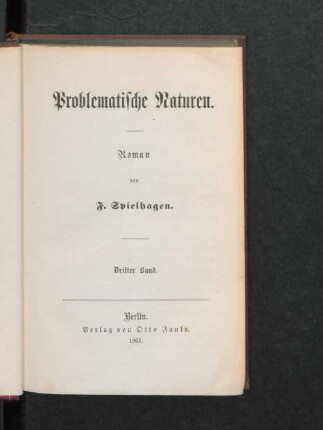 Problematische Naturen.
Roman
von
F. Spielhagen.
Dritter Band.
Berlin.
Verlag von Otto Janke.
1861.